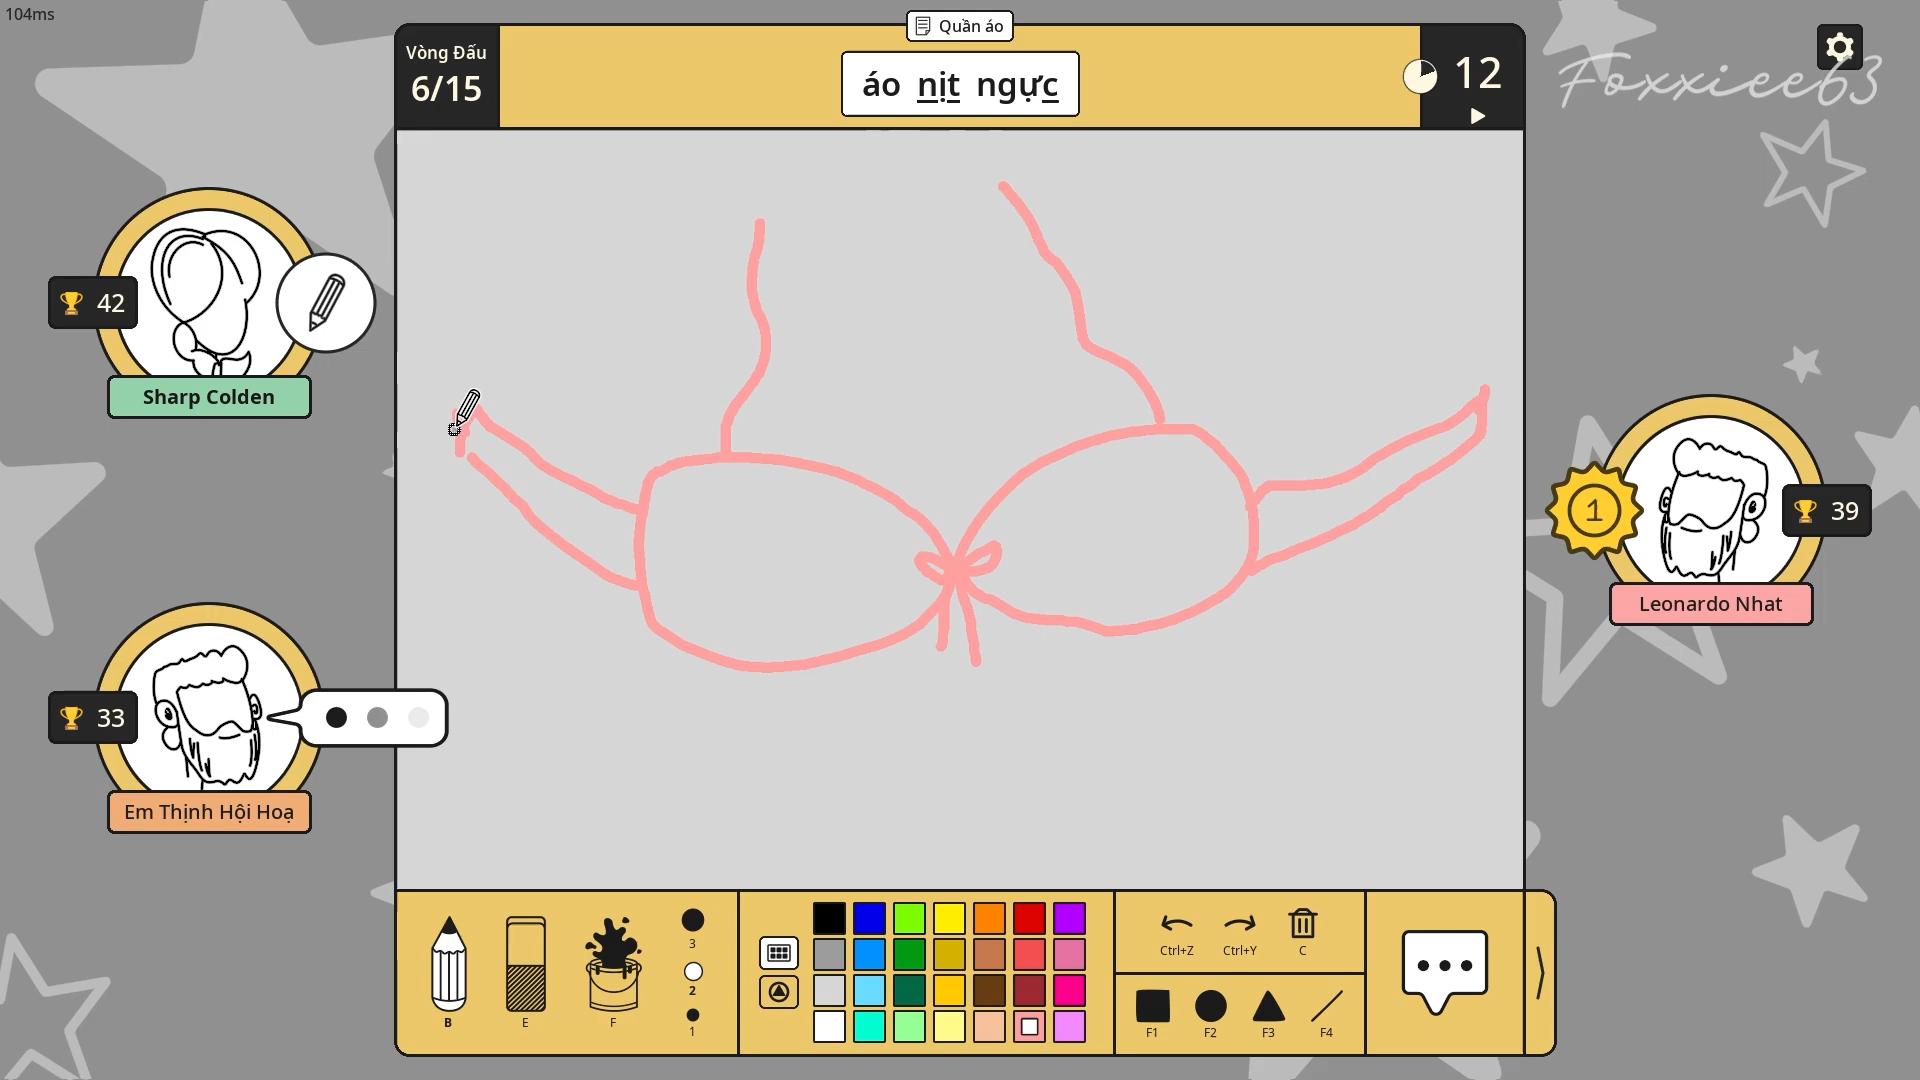 104ms
Quần áo
Vòng Đấu
6/15
áo nịt ngực
12
Foxxiee63
42
Sharp Colden
1
39
Leonardo Nhat
33
Em Thịnh Hội Hoạ
3
2
1
B
E
F
Ctrl+Z
Ctrl+Y
C
F1
F2
F3
F4